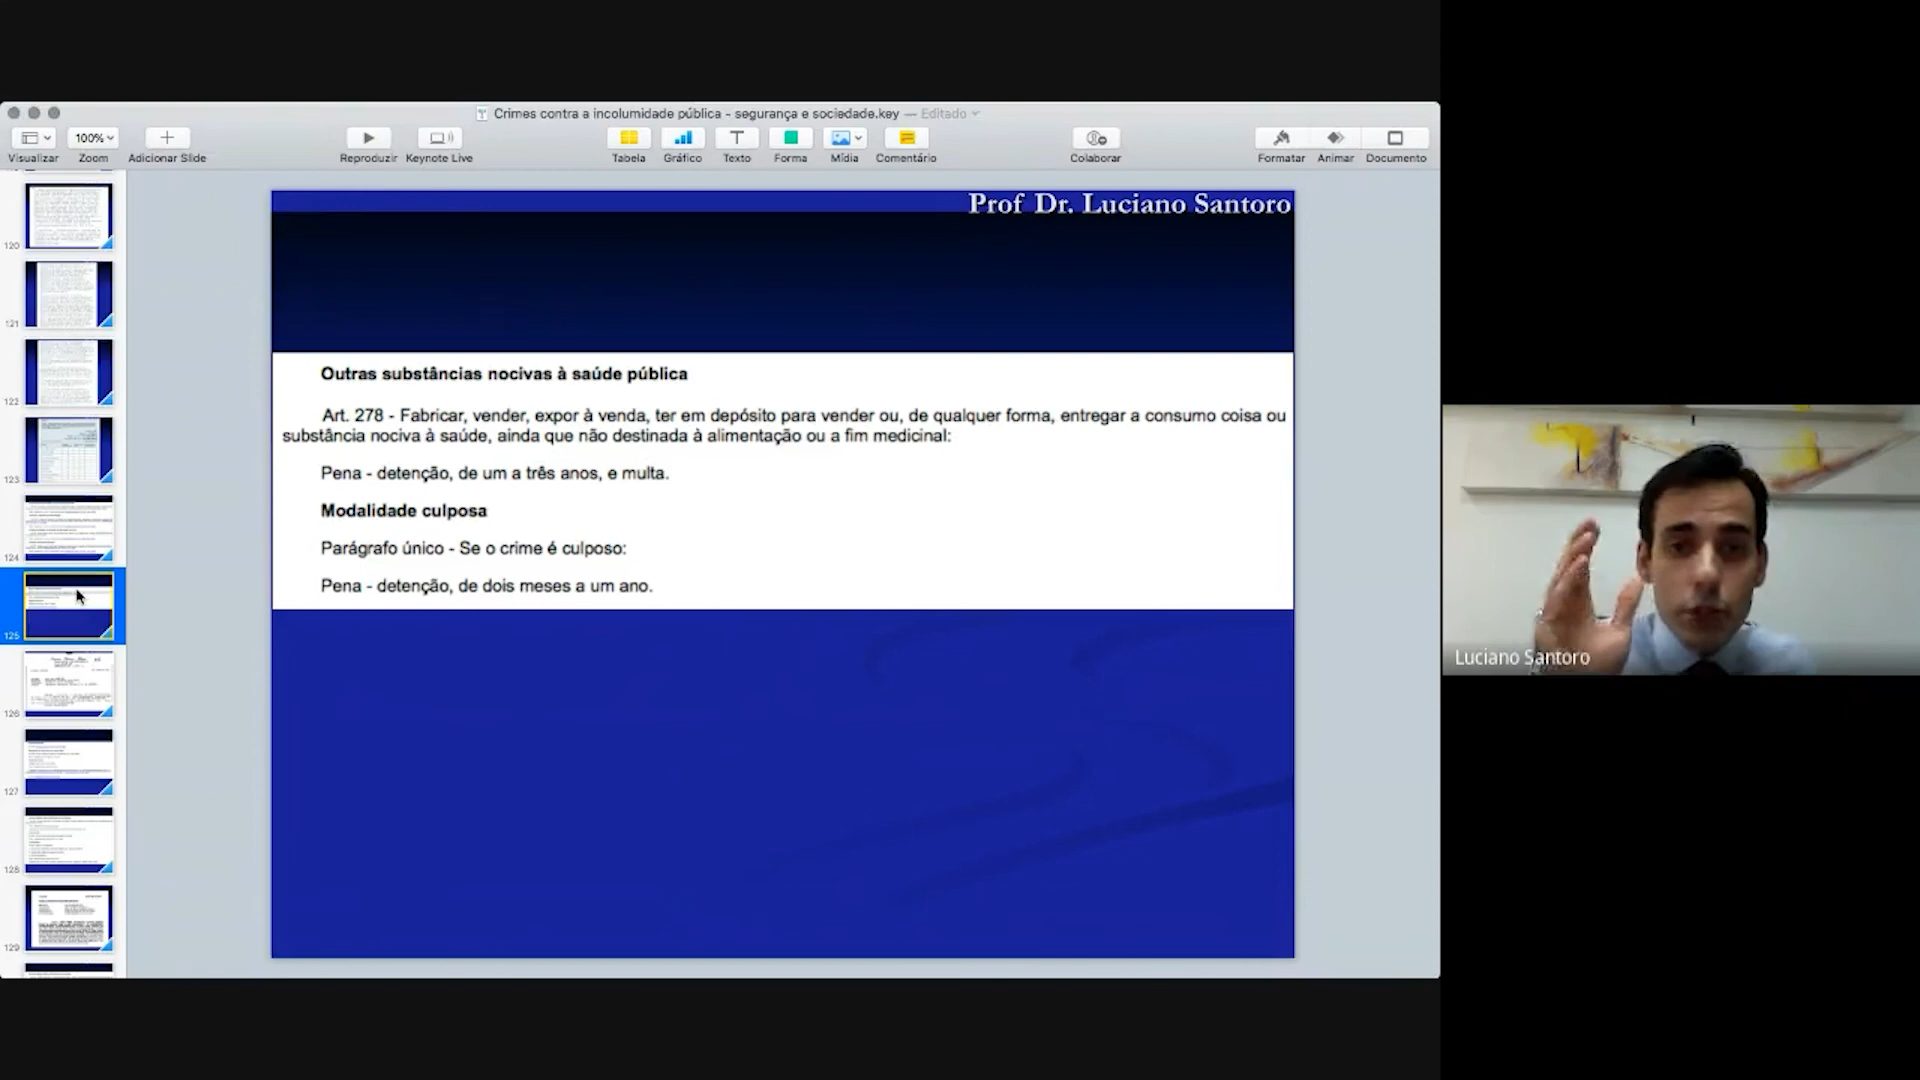 Crimes contra a incolumidade pública - segurança e sociedade.key — Editado
100%
Visualizar Zoom Adicionar Slide Reproduzir Keynote Live Tabela Gráfico Texto Forma Mídia Comentário Colaborar Formatar Animar Documento
Prof Dr. Luciano Santoro
Outras substâncias nocivas à saúde pública
Art. 278 - Fabricar, vender, expor à venda, ter em depósito para vender ou, de qualquer forma, entregar a consumo coisa ou
substância nociva à saúde, ainda que não destinada à alimentação ou a fim medicinal:
Pena - detenção, de um a três anos, e multa.
Modalidade culposa
Parágrafo único - Se o crime é culposo:
Pena - detenção, de dois meses a um ano.
120
121
122
123
124
125
126
127
128
129
Luciano Santoro